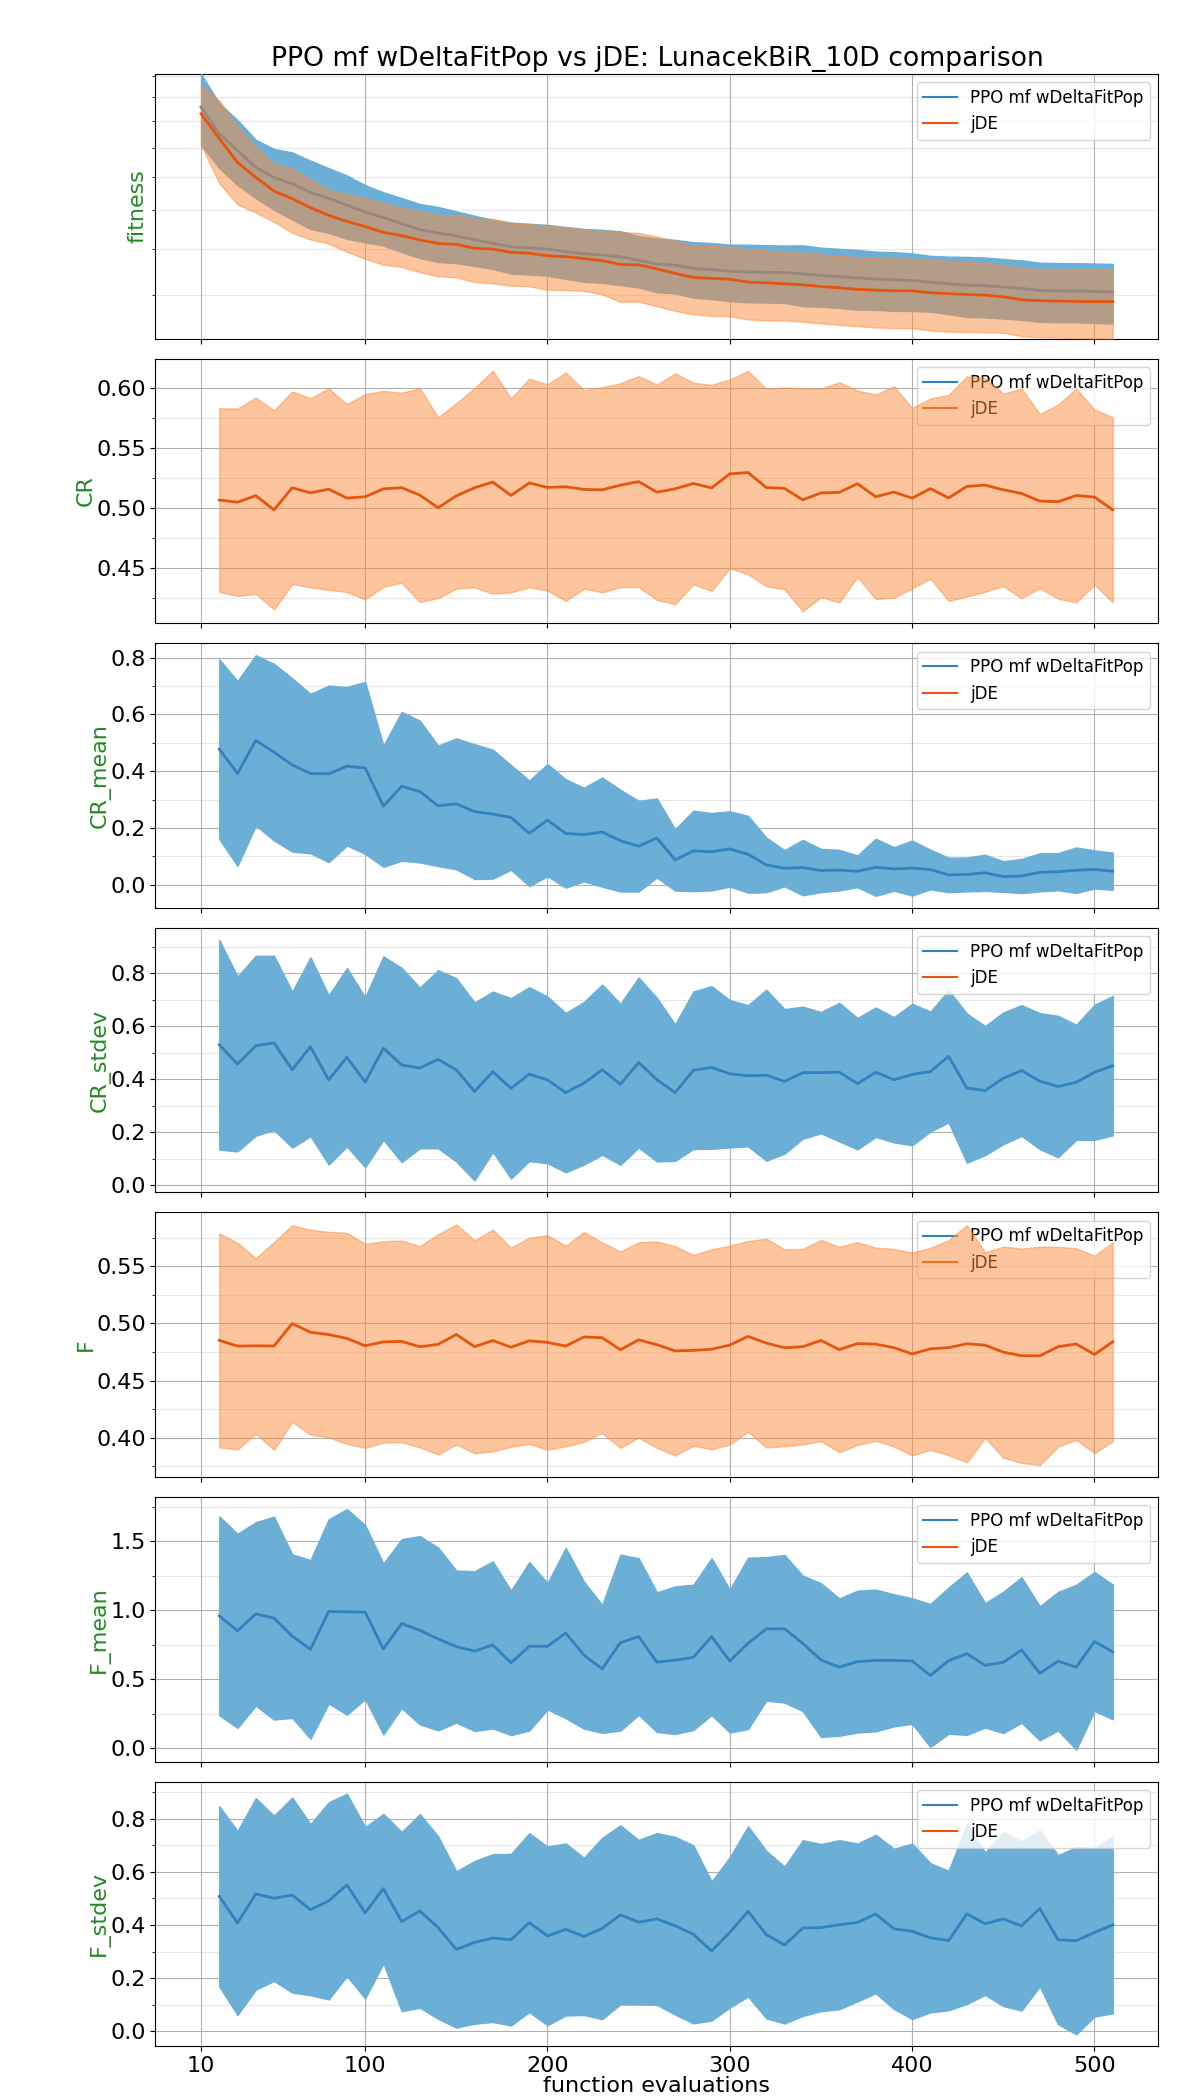 PPO mf wDeltaFitPop vs jDE: LunacekBiR_10D comparison
fitness
PPO mf wDeltaFitPop
jDE
CR
0.60
0.55
0.50
0.45
PPO mf wDeltaFitPop
jDE
CR_mean
0.8
0.6
0.4
0.2
0.0
PPO mf wDeltaFitPop
jDE
CR_stdev
0.8
0.6
0.4
0.2
0.0
PPO mf wDeltaFitPop
jDE
F
0.55
0.50
0.45
0.40
PPO mf wDeltaFitPop
jDE
F_mean
1.5
1.0
0.5
0.0
PPO mf wDeltaFitPop
jDE
F_stdev
0.8
0.6
0.4
0.2
0.0
PPO mf wDeltaFitPop
jDE
10 100 200 300 400 500
function evaluations